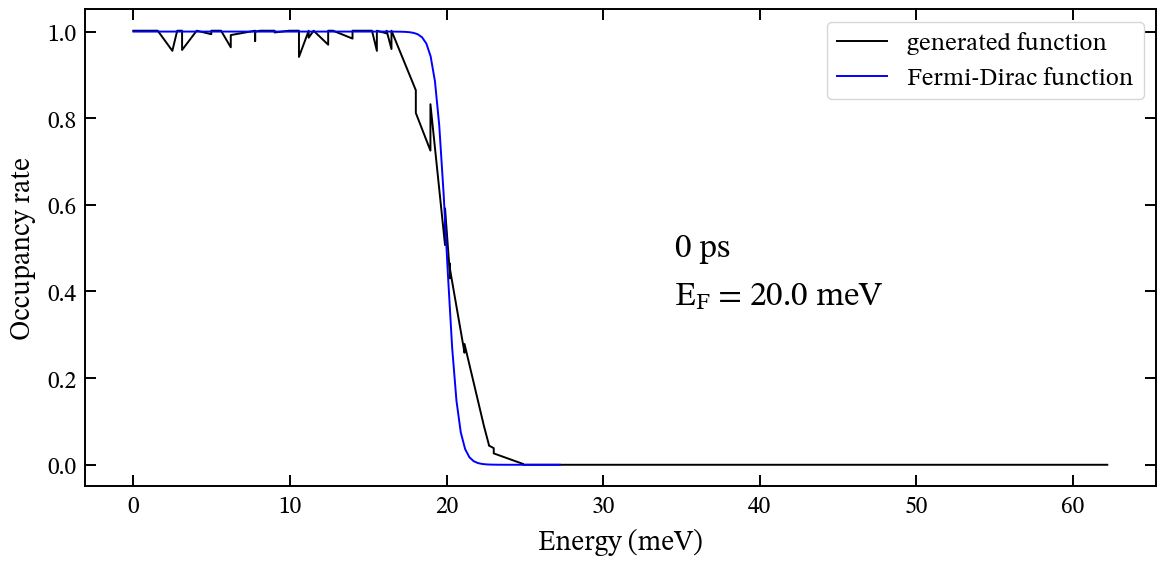 1.0
0.8
0.6
0.4
0.2
0.0
Occupancy rate
generated function
Fermi-Dirac function
0 ps
E_F = 20.0 meV
0 10 20 30 40 50 60
Energy (meV)